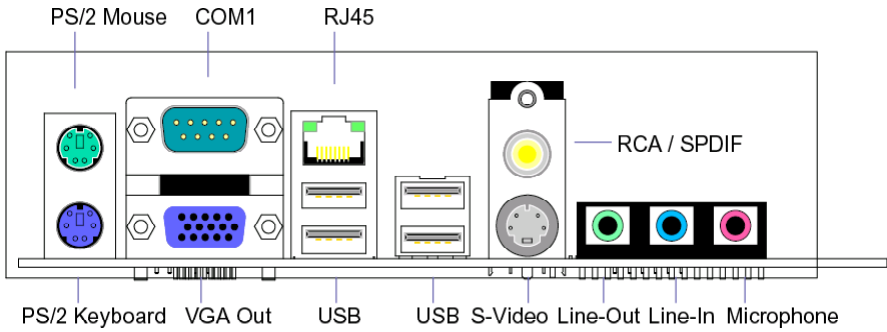 PS/2 Mouse COM1 RJ45
RCA / SPDIF
PS/2 Keyboard VGA Out USB USB S-Video Line-Out Line-In Microphone